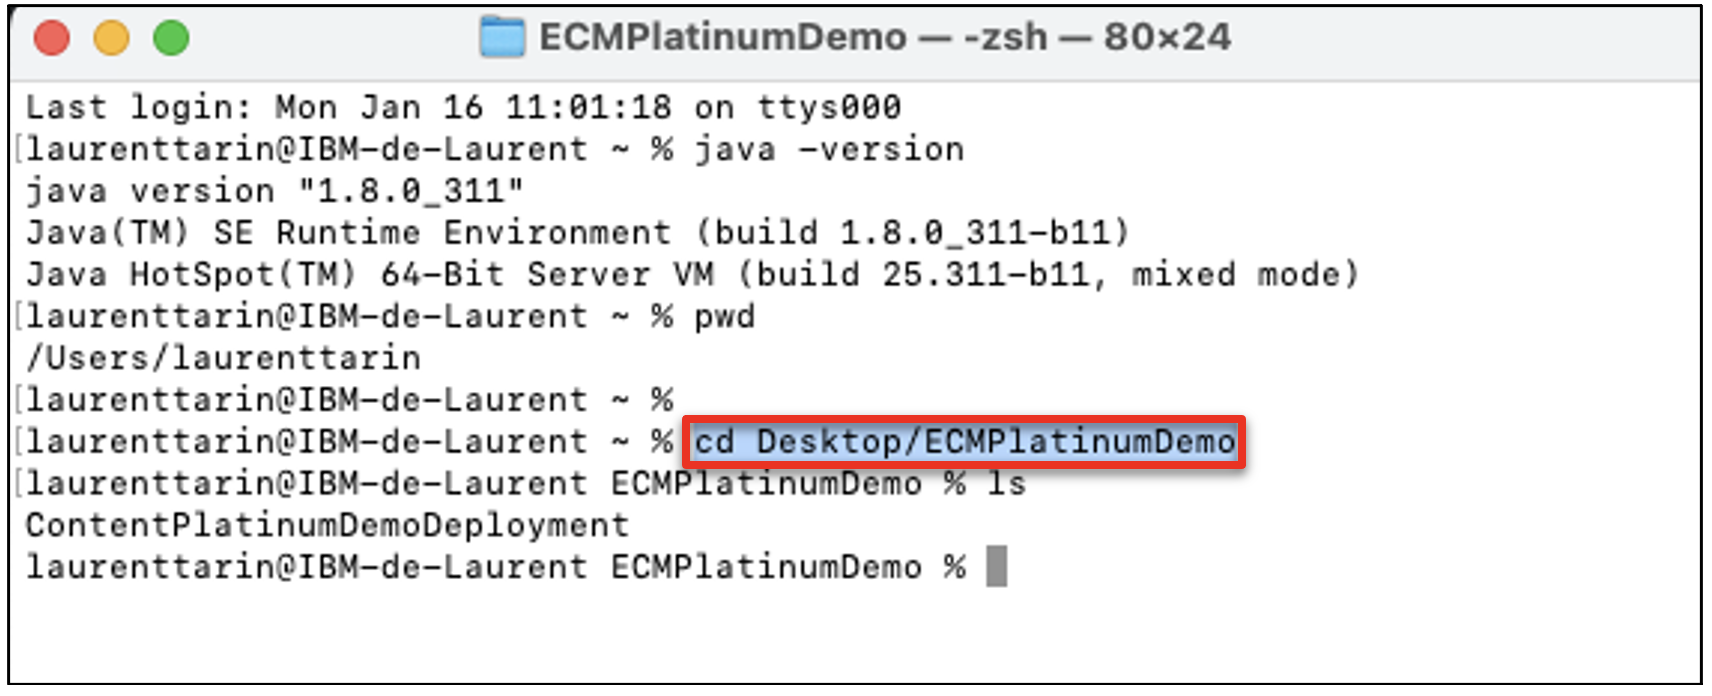 ECMPlatinumDemo — -zsh — 80×24
Last login: Mon Jan 16 11:01:18 on ttys000
[laurenttarin@IBM-de-Laurent ~ % java -version
java version "1.8.0_311"
Java(TM) SE Runtime Environment (build 1.8.0_311-b11)
Java HotSpot(TM) 64-Bit Server VM (build 25.311-b11, mixed mode)
[laurenttarin@IBM-de-Laurent ~ % pwd
/Users/laurenttarin
[laurenttarin@IBM-de-Laurent ~ %
[laurenttarin@IBM-de-Laurent ~ % cd Desktop/ECMPlatinumDemo
[laurenttarin@IBM-de-Laurent ECMPlatinumDemo % ls
ContentPlatinumDemoDeployment
laurenttarin@IBM-de-Laurent ECMPlatinumDemo %